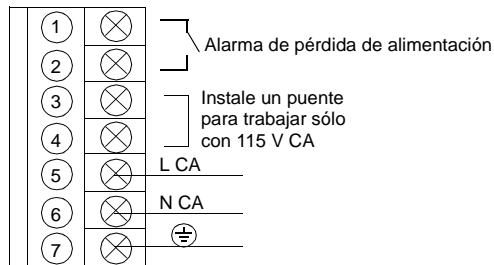 1
Alarma de pérdida de alimentación
2
3
Instale un puente
para trabajar sólo
4
con 115 V CA
5
L CA
6
N CA
7